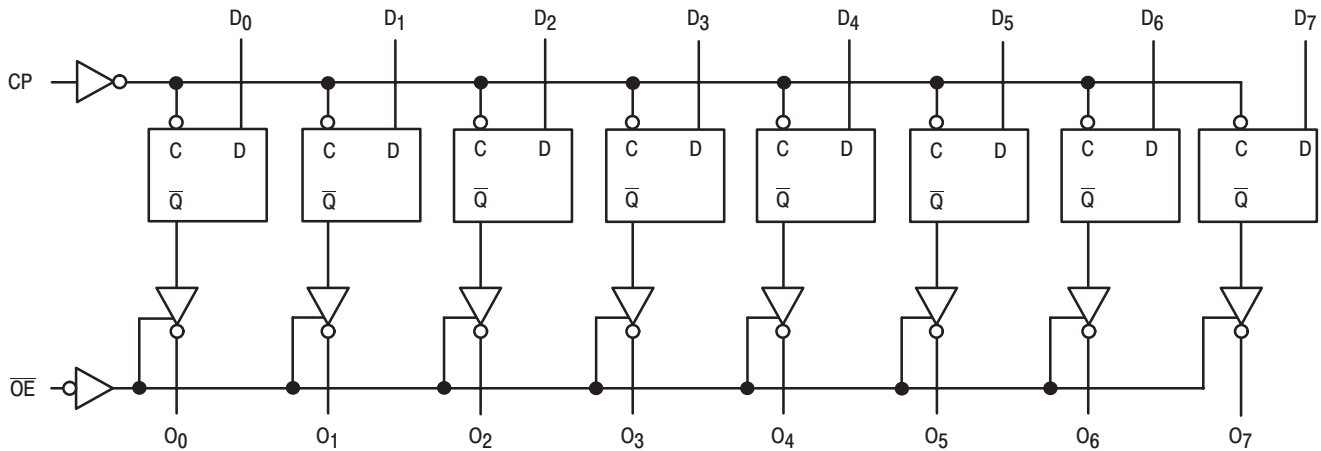 D0 D1 D2 D3 D4 D5 D6 D7
CP
C D C D C D C D C D C D C D C D
Q̅ Q̅ Q̅ Q̅ Q̅ Q̅ Q̅ Q̅
O̅E̅
O0 O1 O2 O3 O4 O5 O6 O7